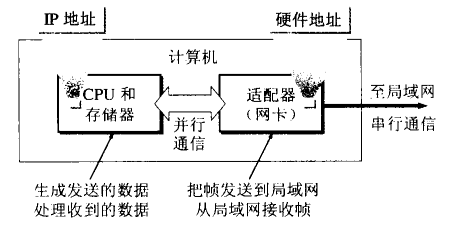 IP 地址
硬件地址
计算机
CPU 和
存储器
并行
通信
适配器
(网卡)
至局域网
串行通信
生成发送的数据
处理收到的数据
把帧发送到局域网
从局域网接收帧